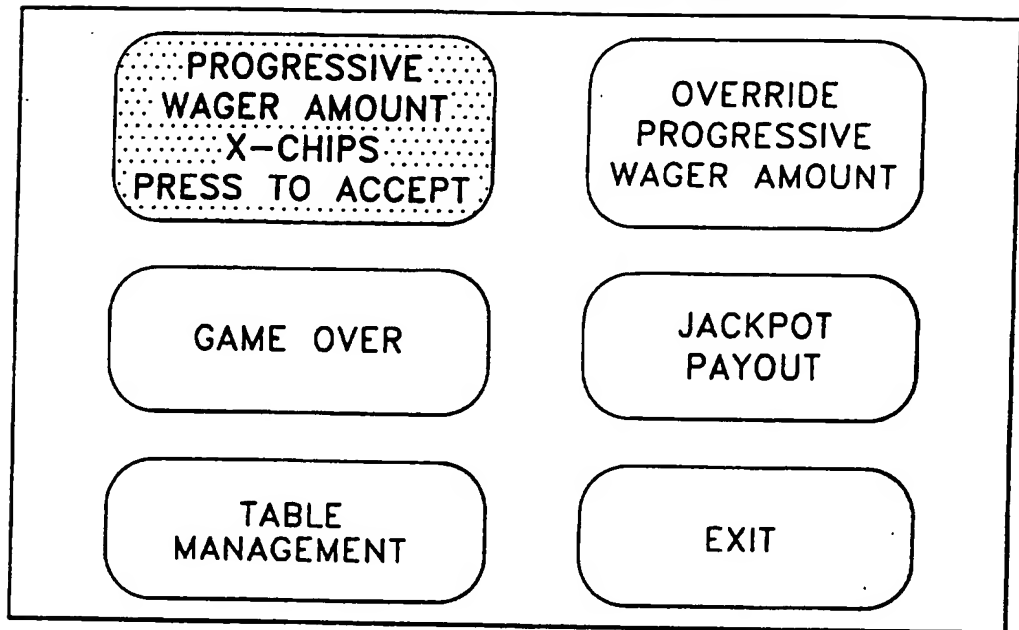 PROGRESSIVE
WAGER AMOUNT
X-CHIPS
PRESS TO ACCEPT
OVERRIDE
PROGRESSIVE
WAGER AMOUNT
GAME OVER
JACKPOT
PAYOUT
TABLE
MANAGEMENT
EXIT